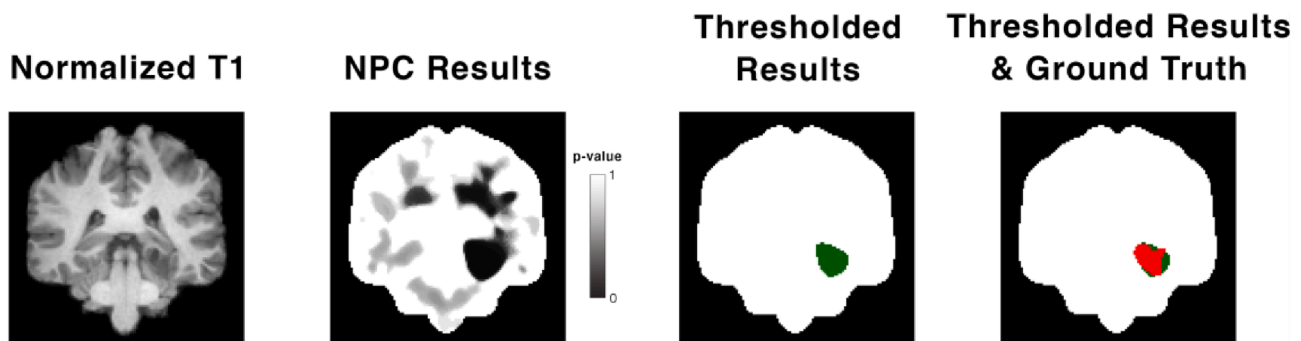 Normalized T1
NPC Results
Thresholded
Results
Thresholded Results
& Ground Truth
p-value
1
0